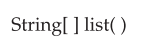 String[ ] list( )